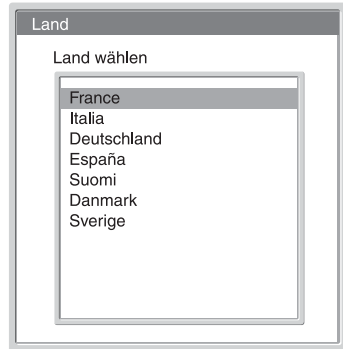 Land
Land wählen
France
Italia
Deutschland
España
Suomi
Danmark
Sverige